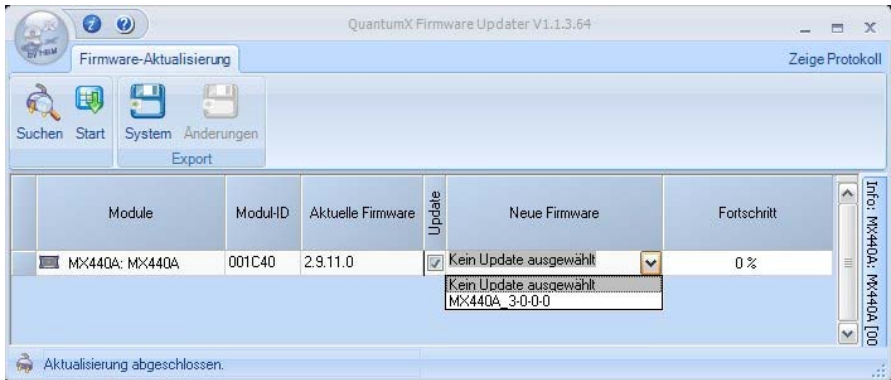 QuantumX Firmware Updater V1.1.3.64
by HBM
Firmware-Aktualisierung
Zeige Protokoll
Suchen
Start
System
Änderungen
Export
Module
Modul-ID
Aktuelle Firmware
Update
Neue Firmware
Fortschritt
MX440A: MX440A
001C40
2.9.11.0
Kein Update ausgewählt
0 %
Kein Update ausgewählt
MX440A_3-0-0-0
Info: MX440A: MX440A [00
Aktualisierung abgeschlossen.